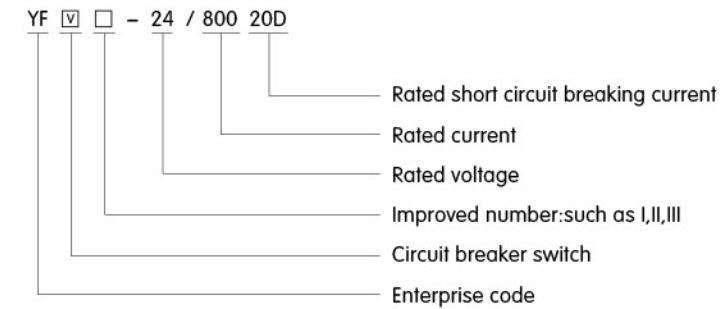 YF V □ - 24 / 800 20D
Rated short circuit breaking current
Rated current
Rated voltage
Improved number:such as I,II,III
Circuit breaker switch
Enterprise code